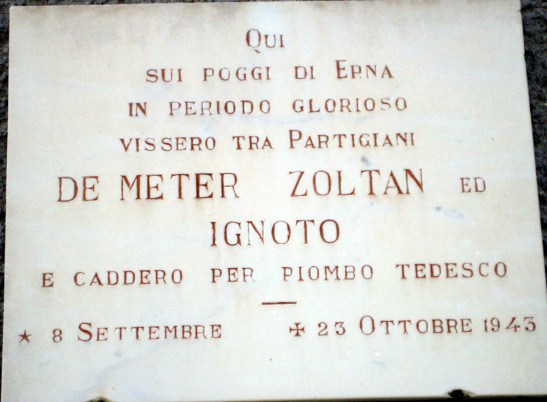 Qui
sui poggi di Erna
in periodo glorioso
vissero tra Partigiani
DE METER ZOLTAN ed
IGNOTO
e caddero per piombo tedesco
—
★ 8 Settembre ✠ 23 Ottobre 1943